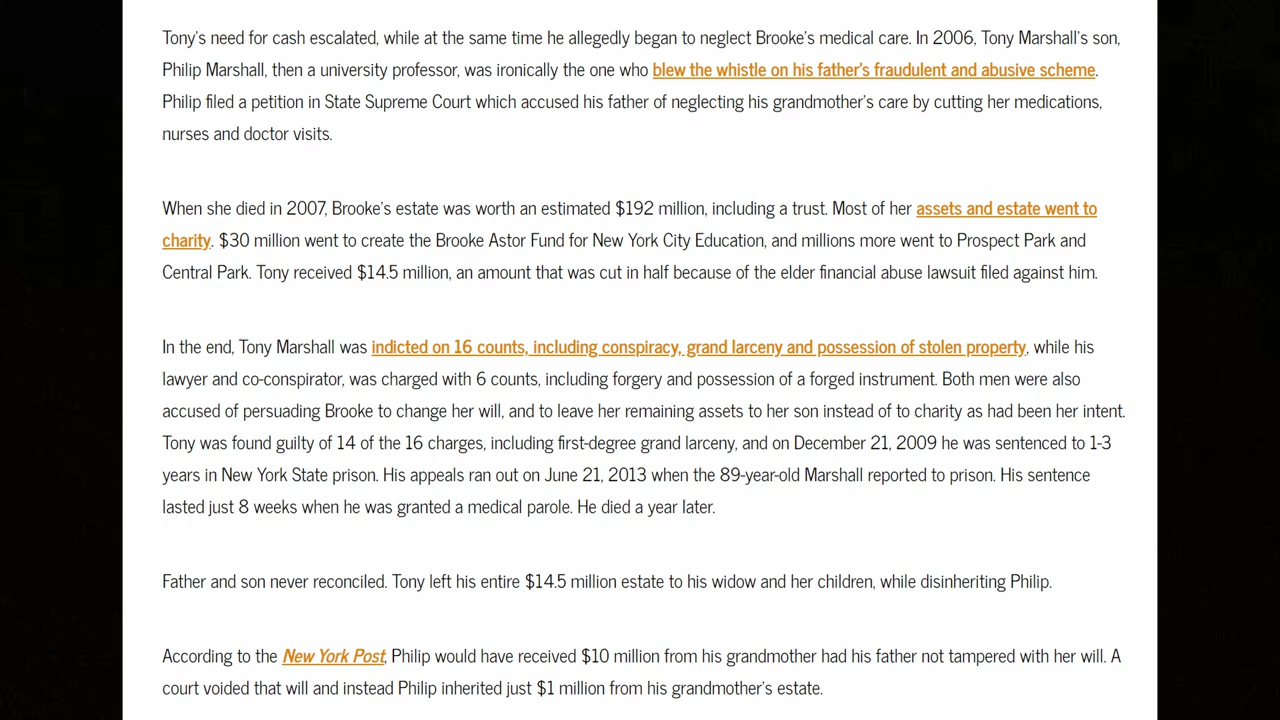 Tony's need for cash escalated, while at the same time he allegedly began to neglect Brooke's medical care. In 2006, Tony Marshall's son,
Philip Marshall, then a university professor, was ironically the one who blew the whistle on his father's fraudulent and abusive scheme.
Philip filed a petition in State Supreme Court which accused his father of neglecting his grandmother's care by cutting her medications,
nurses and doctor visits.
When she died in 2007, Brooke's estate was worth an estimated $192 million, including a trust. Most of her assets and estate went to
charity. $30 million went to create the Brooke Astor Fund for New York City Education, and millions more went to Prospect Park and
Central Park. Tony received $14.5 million, an amount that was cut in half because of the elder financial abuse lawsuit filed against him.
In the end, Tony Marshall was indicted on 16 counts, including conspiracy, grand larceny and possession of stolen property, while his
lawyer and co-conspirator, was charged with 6 counts, including forgery and possession of a forged instrument. Both men were also
accused of persuading Brooke to change her will, and to leave her remaining assets to her son instead of to charity as had been her intent.
Tony was found guilty of 14 of the 16 charges, including first-degree grand larceny, and on December 21, 2009 he was sentenced to 1-3
years in New York State prison. His appeals ran out on June 21, 2013 when the 89-year-old Marshall reported to prison. His sentence
lasted just 8 weeks when he was granted a medical parole. He died a year later.
Father and son never reconciled. Tony left his entire $14.5 million estate to his widow and her children, while disinheriting Philip.
According to the New York Post, Philip would have received $10 million from his grandmother had his father not tampered with her will. A
court voided that will and instead Philip inherited just $1 million from his grandmother's estate.